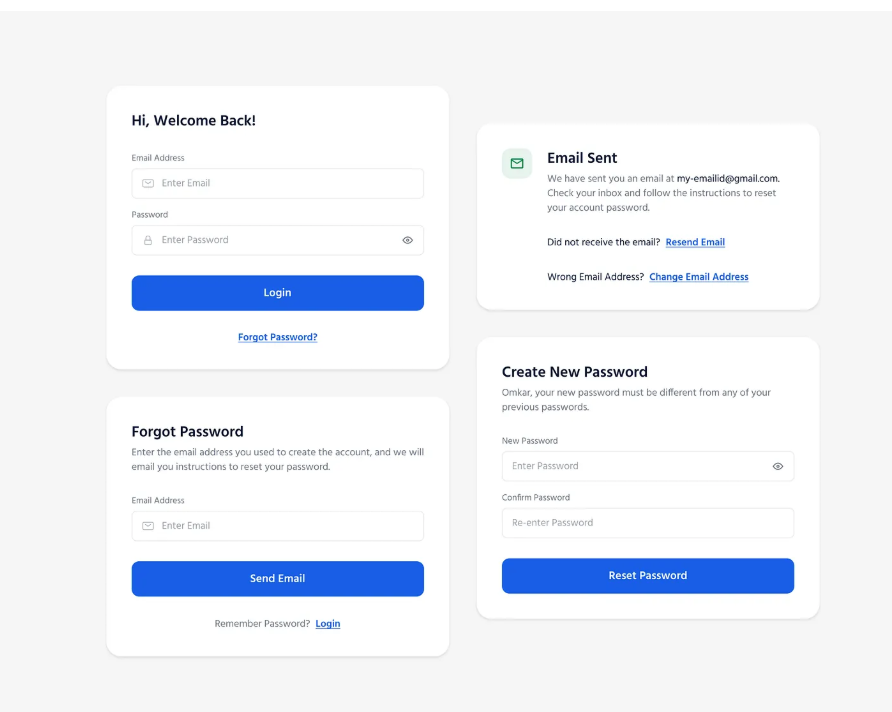 Hi, Welcome Back!
Email Address
Enter Email
Password
Enter Password
Login
Forgot Password?
Forgot Password
Enter the email address you used to create the account, and we will
email you instructions to reset your password.
Email Address
Enter Email
Send Email
Remember Password? Login
Email Sent
We have sent you an email at my-emailid@gmail.com.
Check your inbox and follow the instructions to reset
your account password.
Did not receive the email? Resend Email
Wrong Email Address? Change Email Address
Create New Password
Omkar, your new password must be different from any of your
previous passwords.
New Password
Enter Password
Confirm Password
Re-enter Password
Reset Password